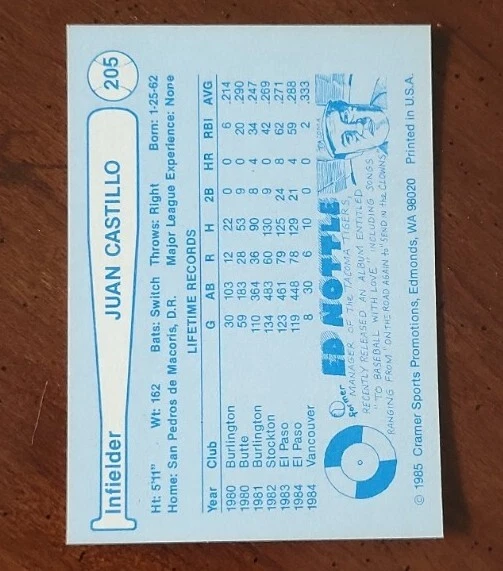 Infielder JUAN CASTILLO 205
Ht: 5'11" Wt: 162 Bats: Switch Throws: Right Born: 1-25-62
Home: San Pedros de Macoris, D.R. Major League Experience: None
LIFETIME RECORDS
Year Club G AB R H 2B HR RBI AVG
1980 Burlington 30 103 12 22 0 0 6 .214
1980 Butte 59 183 28 53 9 0 20 .290
1981 Burlington 110 364 36 90 8 4 34 .247
1982 Stockton 134 483 60 130 9 0 42 .269
1983 El Paso 123 461 79 125 24 8 62 .271
1984 El Paso 118 448 78 129 21 4 59 .288
1984 Vancouver 8 30 6 10 0 0 2 .333
ED NOTTLE
Former MANAGER OF THE TACOMA TIGERS,
RECENTLY RELEASED AN ALBUM ENTITLED
"TO BASEBALL WITH LOVE" INCLUDING SONGS
RANGING FROM "ON THE ROAD AGAIN to "SEND IN the CLOWNS
© 1985 Cramer Sports Promotions, Edmonds, WA 98020 Printed in U.S.A.